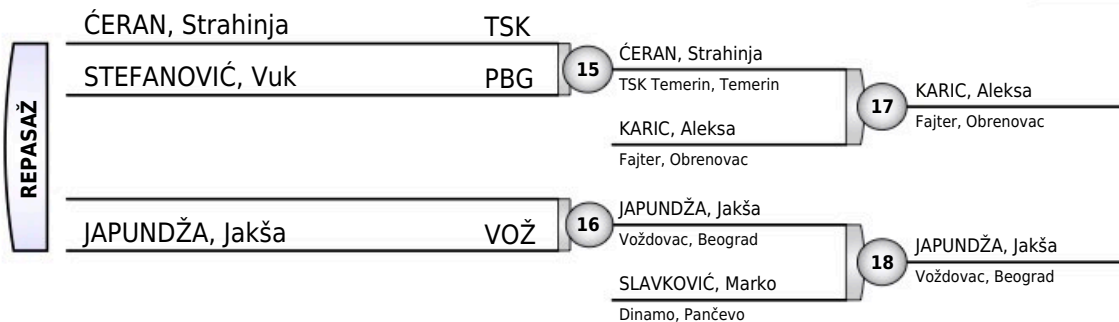 REPASAŽ
ĆERAN, Strahinja TSK
STEFANOVIĆ, Vuk PBG
15
ĆERAN, Strahinja
TSK Temerin, Temerin
KARIC, Aleksa
Fajter, Obrenovac
17
KARIC, Aleksa
Fajter, Obrenovac
JAPUNDŽA, Jakša VOŽ
16
JAPUNDŽA, Jakša
Voždovac, Beograd
SLAVKOVIĆ, Marko
Dinamo, Pančevo
18
JAPUNDŽA, Jakša
Voždovac, Beograd